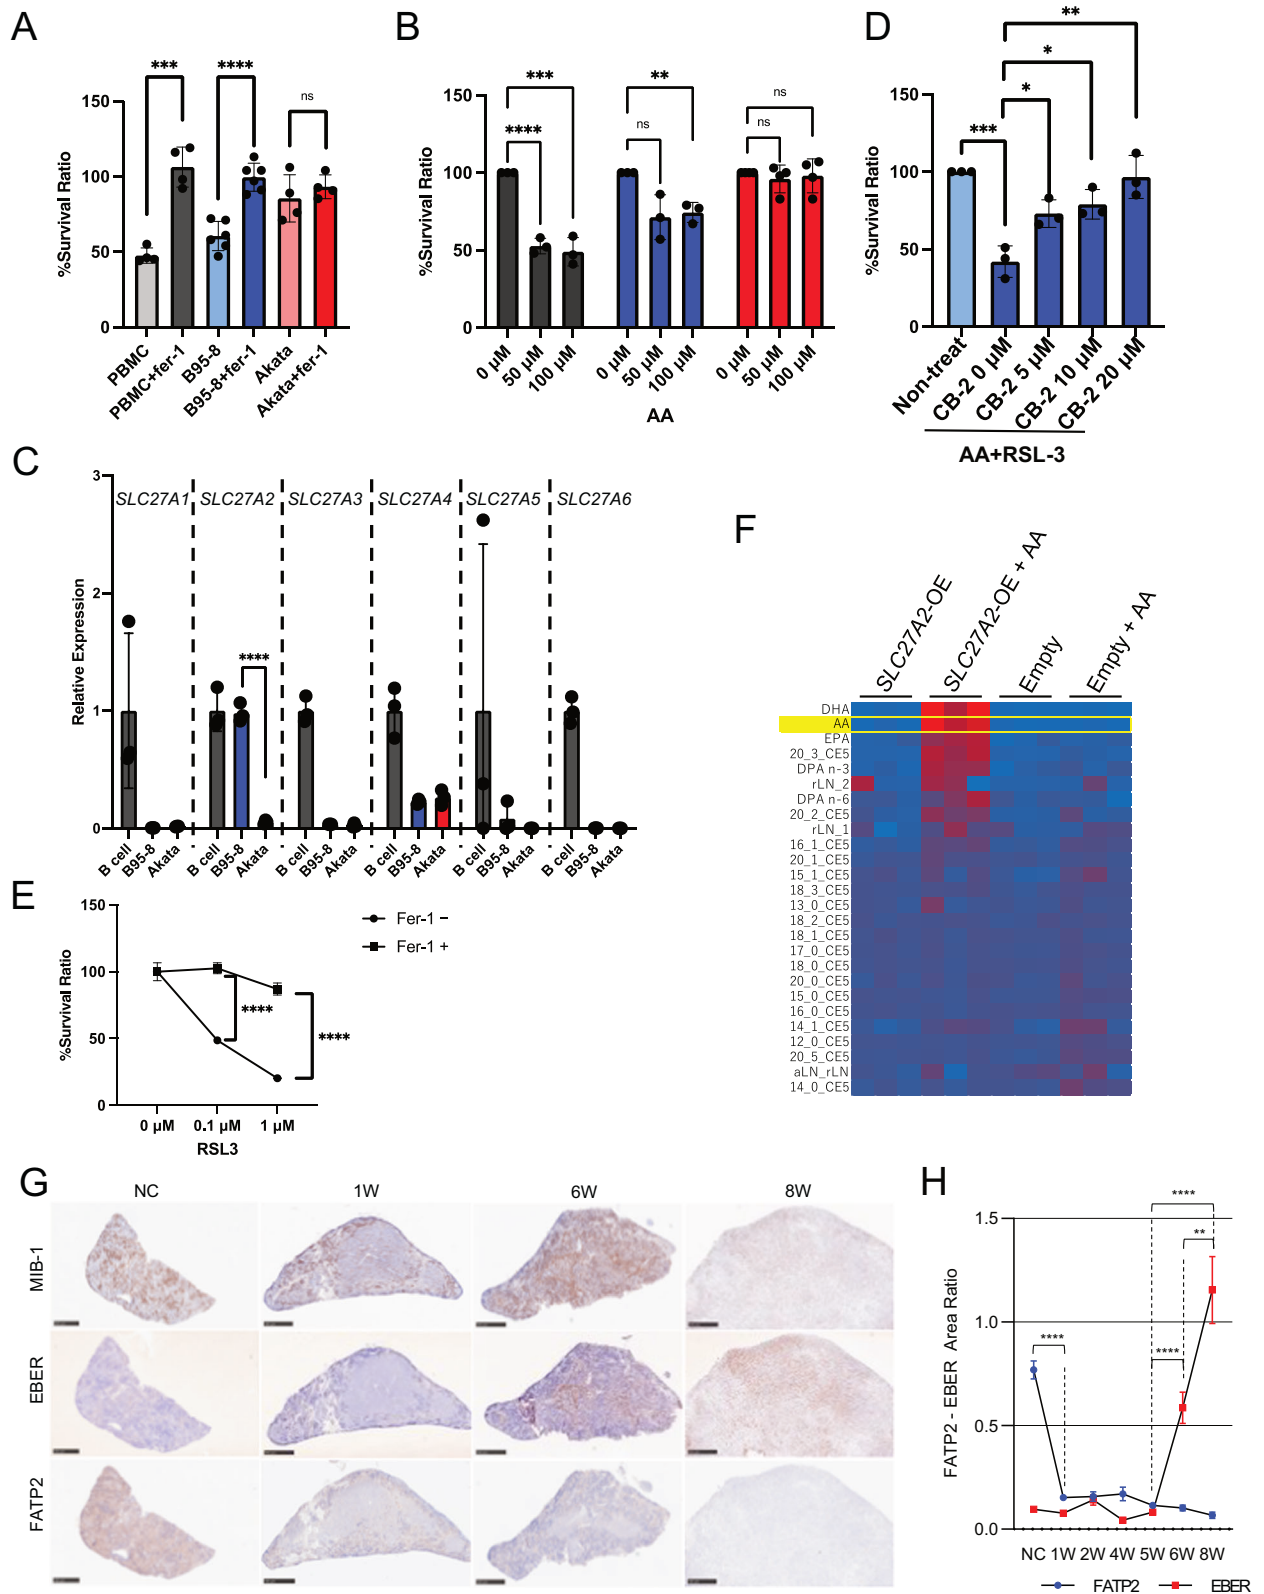 A
B
D
*** **** ns
150
100
50
0
%Survival Ratio
PBMC
PBMC+fer-1
B95-8
B95-8+fer-1
Akata
Akata+fer-1
*** ** ns
**** ns ns
150
100
50
0
%Survival Ratio
0 µM
50 µM
100 µM
0 µM
50 µM
100 µM
0 µM
50 µM
100 µM
AA
**
*
*
***
150
100
50
0
%Survival Ratio
Non-treat
CB-2 0 µM
CB-2 5 µM
CB-2 10 µM
CB-2 20 µM
AA+RSL-3
C
3
2
1
0
Relative Expression
SLC27A1 SLC27A2 SLC27A3 SLC27A4 SLC27A5 SLC27A6
****
B cell B95-8 Akata B cell B95-8 Akata B cell B95-8 Akata B cell B95-8 Akata B cell B95-8 Akata B cell B95-8 Akata
E
150
100
50
0
%Survival Ratio
Fer-1 −
Fer-1 +
****
****
0 µM 0.1 µM 1 µM
RSL3
F
SLC27A2-OE
SLC27A2-OE + AA
Empty
Empty + AA
DHA
AA
EPA
20_3_CE5
DPA n-3
rLN_2
DPA n-6
20_2_CE5
rLN_1
16_1_CE5
20_1_CE5
15_1_CE5
18_3_CE5
13_0_CE5
18_2_CE5
18_1_CE5
17_0_CE5
18_0_CE5
20_0_CE5
15_0_CE5
16_0_CE5
14_1_CE5
12_0_CE5
20_5_CE5
aLN_rLN
14_0_CE5
G
NC 1W 6W 8W
MIB-1
EBER
FATP2
H
1.5
1.0
0.5
0.0
FATP2 - EBER Area Ratio
****
**
****
****
NC 1W 2W 4W 5W 6W 8W
FATP2 EBER